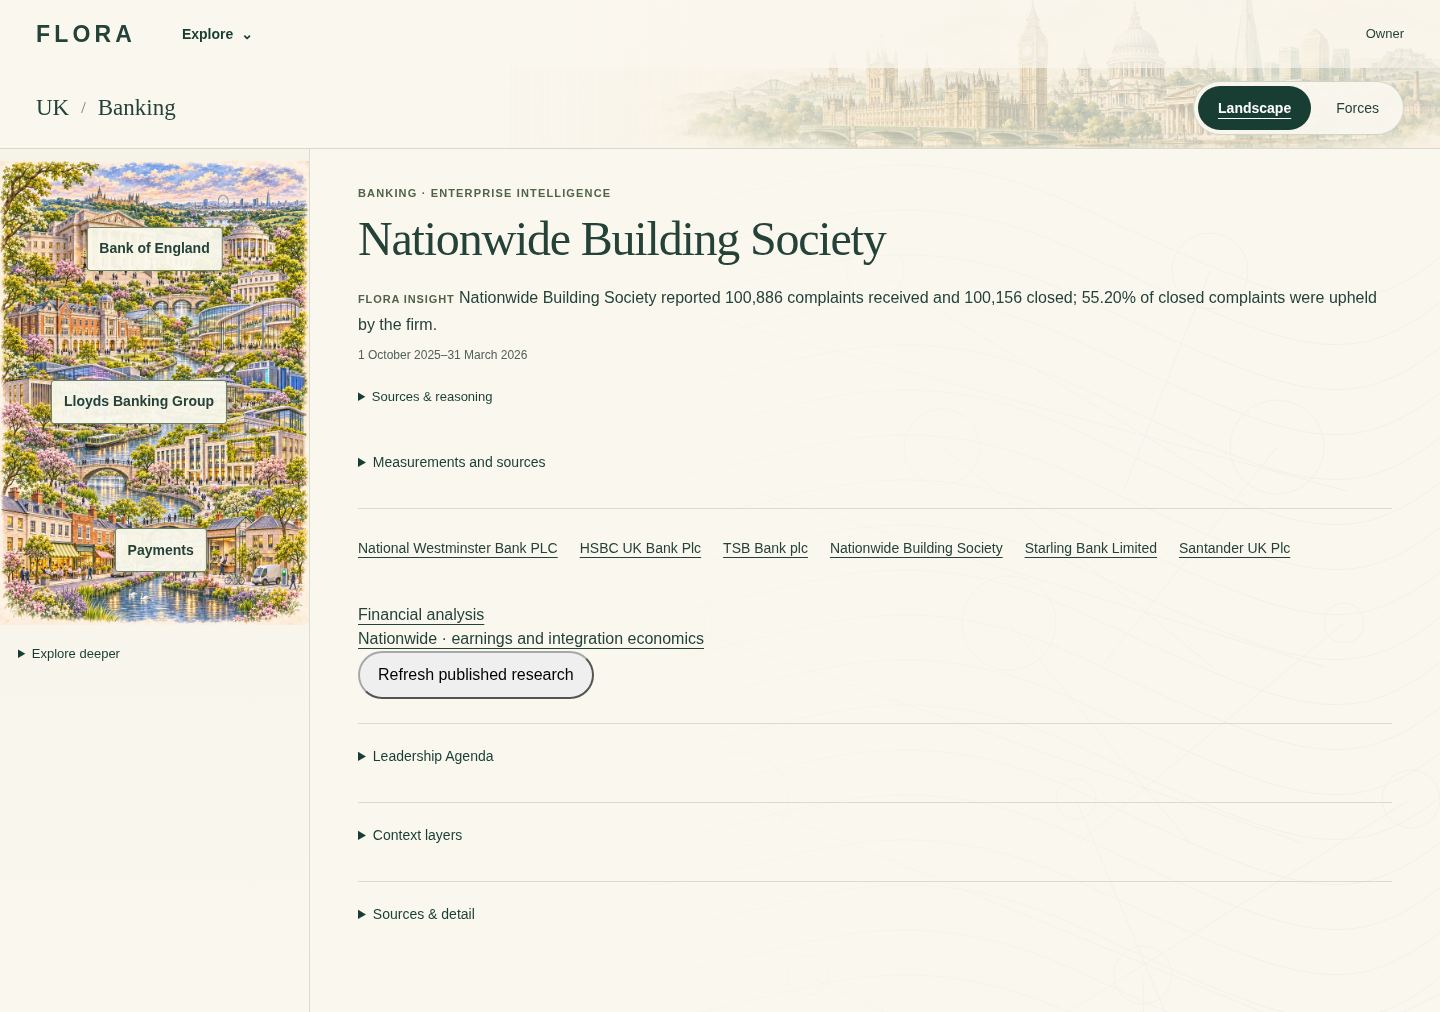 FLORA
Explore
Owner
UK / Banking
Landscape
Forces
Bank of England
Lloyds Banking Group
Payments
Explore deeper
BANKING · ENTERPRISE INTELLIGENCE
Nationwide Building Society
FLORA INSIGHT Nationwide Building Society reported 100,886 complaints received and 100,156 closed; 55.20% of closed complaints were upheld
by the firm.
1 October 2025–31 March 2026
Sources & reasoning
Measurements and sources
National Westminster Bank PLC HSBC UK Bank Plc TSB Bank plc Nationwide Building Society Starling Bank Limited Santander UK Plc
Financial analysis
Nationwide · earnings and integration economics
Refresh published research
Leadership Agenda
Context layers
Sources & detail